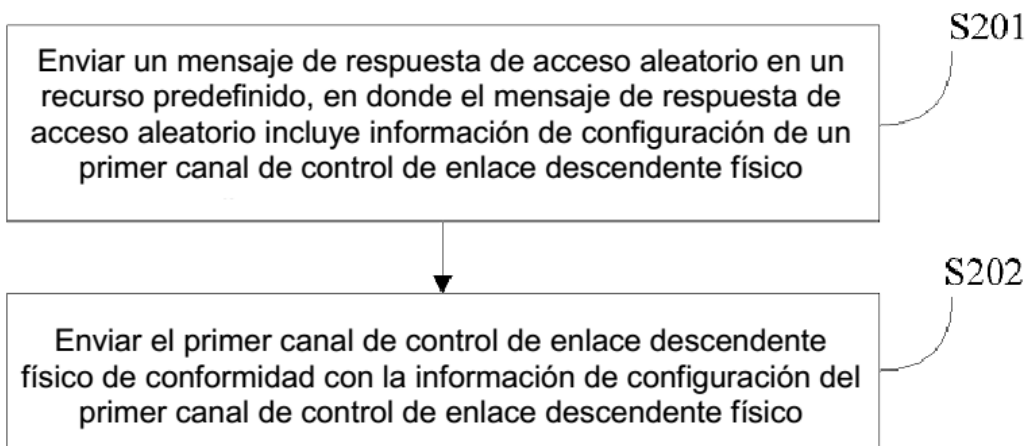 S201
Enviar un mensaje de respuesta de acceso aleatorio en un
recurso predefinido, en donde el mensaje de respuesta de
acceso aleatorio incluye información de configuración de un
primer canal de control de enlace descendente físico
S202
Enviar el primer canal de control de enlace descendente
físico de conformidad con la información de configuración del
primer canal de control de enlace descendente físico